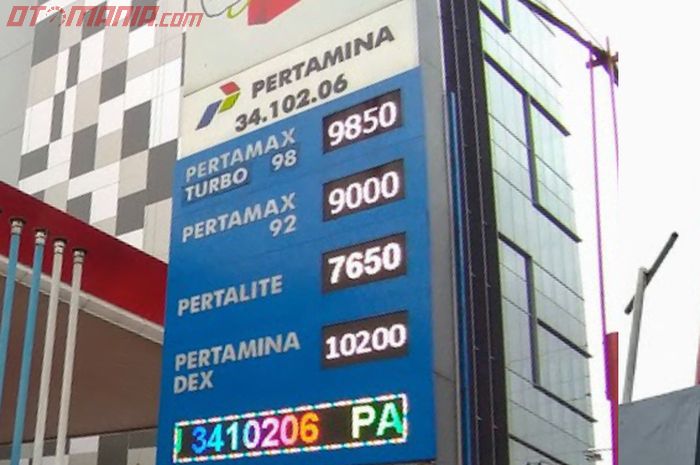 OTOMANIA.com
PERTAMINA
34.102.06
PERTAMAX TURBO 98 9850
PERTAMAX 92 9000
PERTALITE 7650
PERTAMINA DEX 10200
3410206 PA